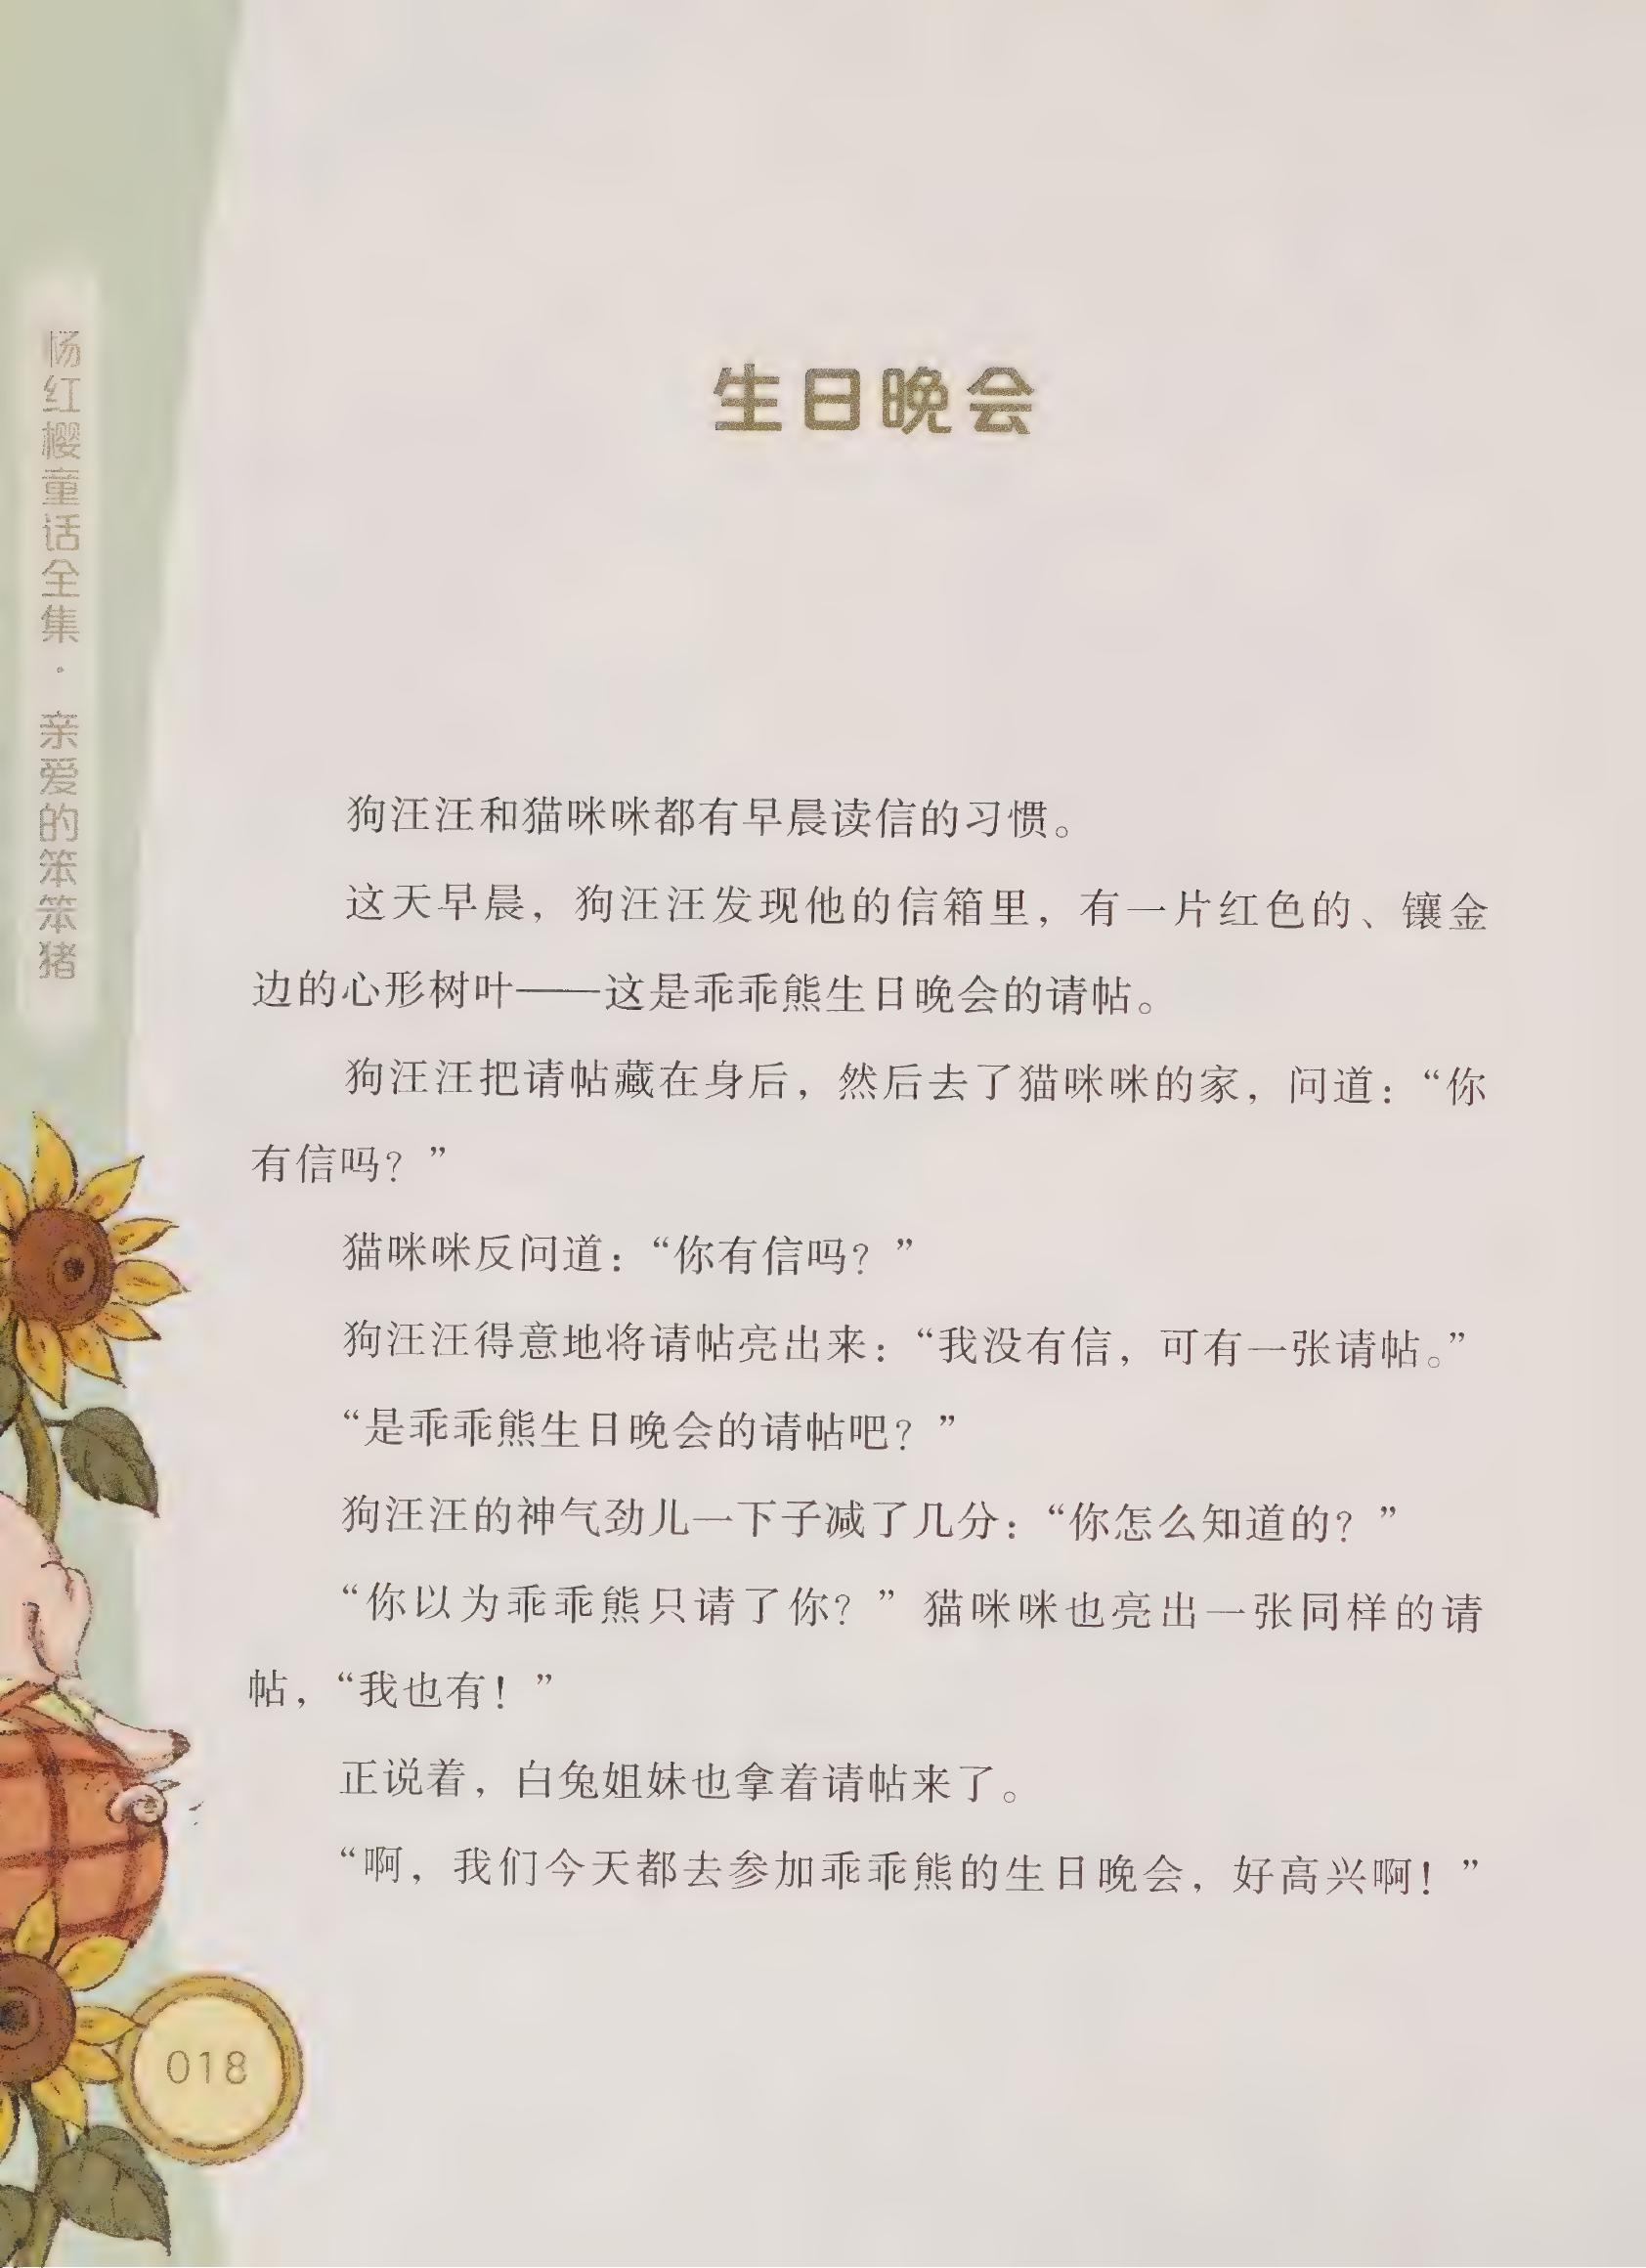 杨红樱童话全集·亲爱的笨笨猪
生日晚会
狗汪汪和猫咪咪都有早晨读信的习惯。
这天早晨，狗汪汪发现他的信箱里，有一片红色的、镶金
边的心形树叶——这是乖乖熊生日晚会的请帖。
狗汪汪把请帖藏在身后，然后去了猫咪咪的家，问道：“你
有信吗？”
猫咪咪反问道：“你有信吗？”
狗汪汪得意地将请帖亮出来：“我没有信，可有一张请帖。”
“是乖乖熊生日晚会的请帖吧？”
狗汪汪的神气劲儿一下子减了几分：“你怎么知道的？”
“你以为乖乖熊只请了你？”猫咪咪也亮出一张同样的请
帖，“我也有！”
正说着，白兔姐妹也拿着请帖来了。
“啊，我们今天都去参加乖乖熊的生日晚会，好高兴啊！”
018